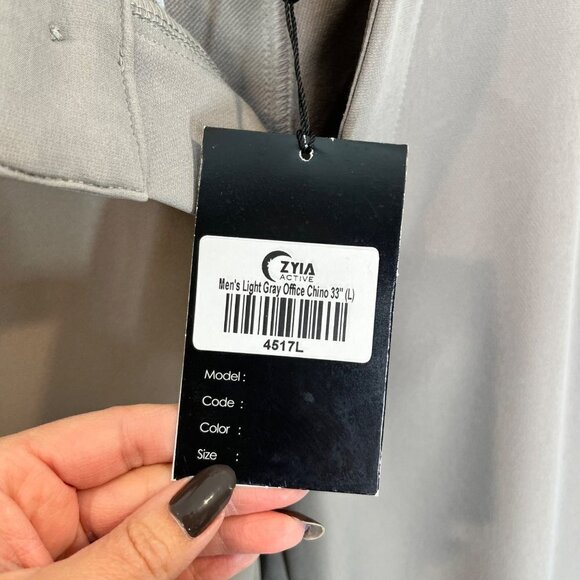 ZYIA
ACTIVE
Men's Light Gray Office Chino 33" (L)
4517L
Model :
Code :
Color :
Size :